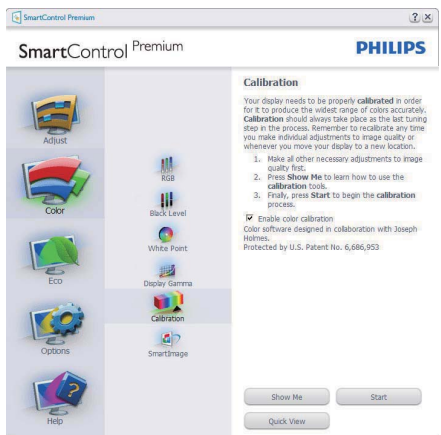 SmartControl Premium
? X
SmartControl Premium
PHILIPS
Adjust
Color
Eco
Options
Help
RGB
Black Level
White Point
Display Gamma
Calibration
SmartImage
Calibration
Your display needs to be properly calibrated in order
for it to produce the widest range of colors accurately.
Calibration should always take place as the last tuning
step in the process. Remember to recalibrate any time
you make individual adjustments to image quality or
whenever you move your display to a new location.
1. Make all other necessary adjustments to image
quality first.
2. Press Show Me to learn how to use the
calibration tools.
3. Finally, press Start to begin the calibration
process.
Enable color calibration
Color software designed in collaboration with Joseph
Holmes.
Protected by U.S. Patent No. 6,686,953
Show Me
Start
Quick View